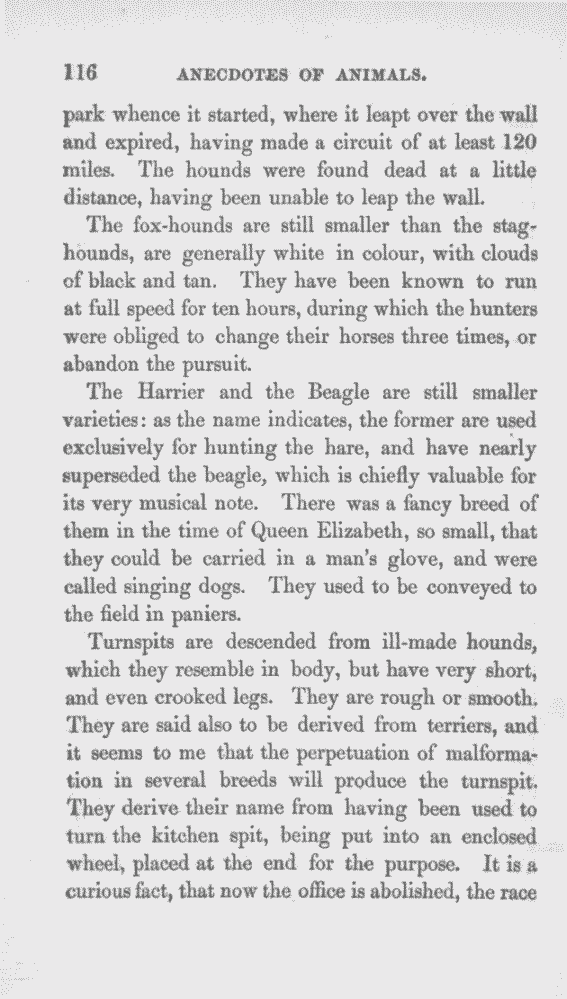 116 ANECDOTES OF ANIMALS.
park whence it started, where it leapt over the wall
and expired, having made a circuit of at least 120
miles. The hounds were found dead at a little
distance, having been unable to leap the wall.
The fox-hounds are still smaller than the stag-
hounds, are generally white in colour, with clouds
of black and tan. They have been known to run
at full speed for ten hours, during which the hunters
were obliged to change their horses three times, or
abandon the pursuit.
The Harrier and the Beagle are still smaller
varieties: as the name indicates, the former are used
exclusively for hunting the hare, and have nearly
superseded the beagle, which is chiefly valuable for
its very musical note. There was a fancy breed of
them in the time of Queen Elizabeth, so small, that
they could be carried in a man's glove, and were
called singing dogs. They used to be conveyed to
the field in paniers.
Turnspits are descended from ill-made hounds,
which they resemble in body, but have very short,
and even crooked legs. They are rough or smooth.
They are said also to be derived from terriers, and
it seems to me that the perpetuation of malforma-
tion in several breeds will produce the turnspit.
They derive their name from having been used to
turn the kitchen spit, being put into an enclosed
wheel, placed at the end for the purpose. It is a
curious fact, that now the office is abolished, the race